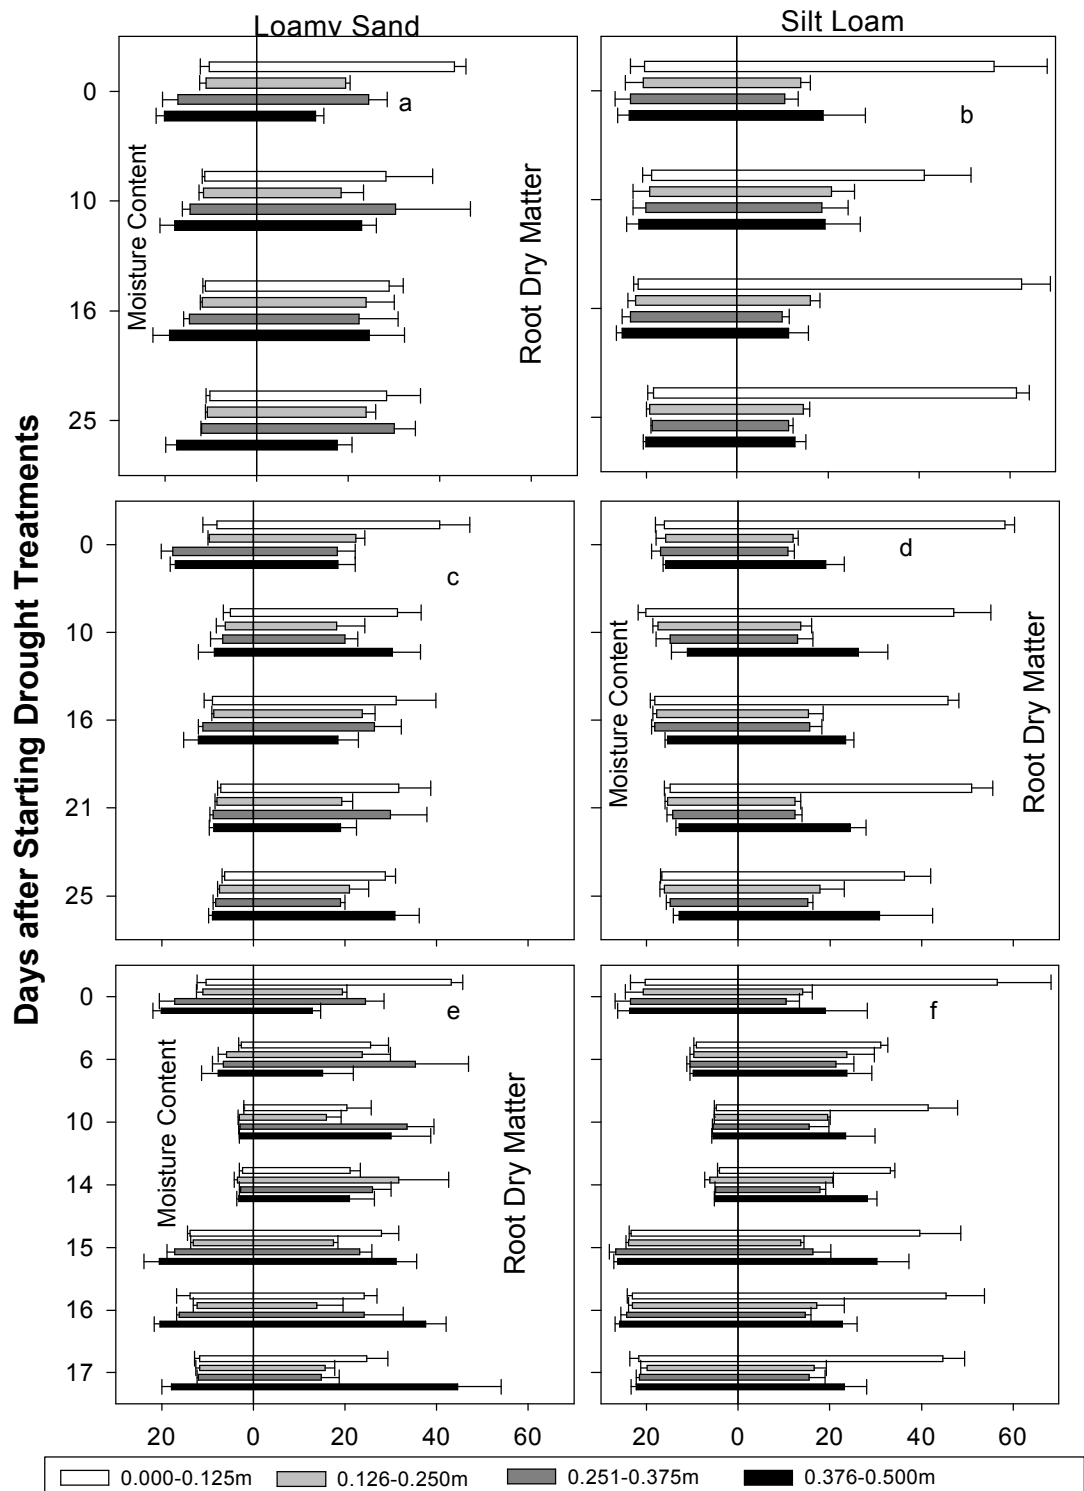 Loamy Sand
Silt Loam
0
10
16
25
Moisture Content
Root Dry Matter
a
b
Days after Starting Drought Treatments
0
10
16
21
25
c
d
Moisture Content
Root Dry Matter
0
6
10
14
15
16
17
Moisture Content
Root Dry Matter
e
f
20 0 20 40 60
20 0 20 40 60
0.000-0.125m 0.126-0.250m 0.251-0.375m 0.376-0.500m